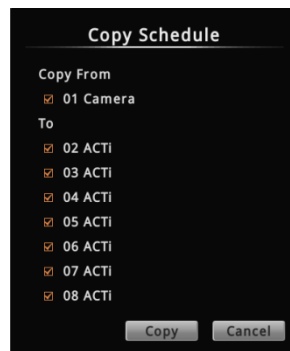 Copy Schedule
Copy From
01 Camera
To
02 ACTi
03 ACTi
04 ACTi
05 ACTi
06 ACTi
07 ACTi
08 ACTi
Copy Cancel